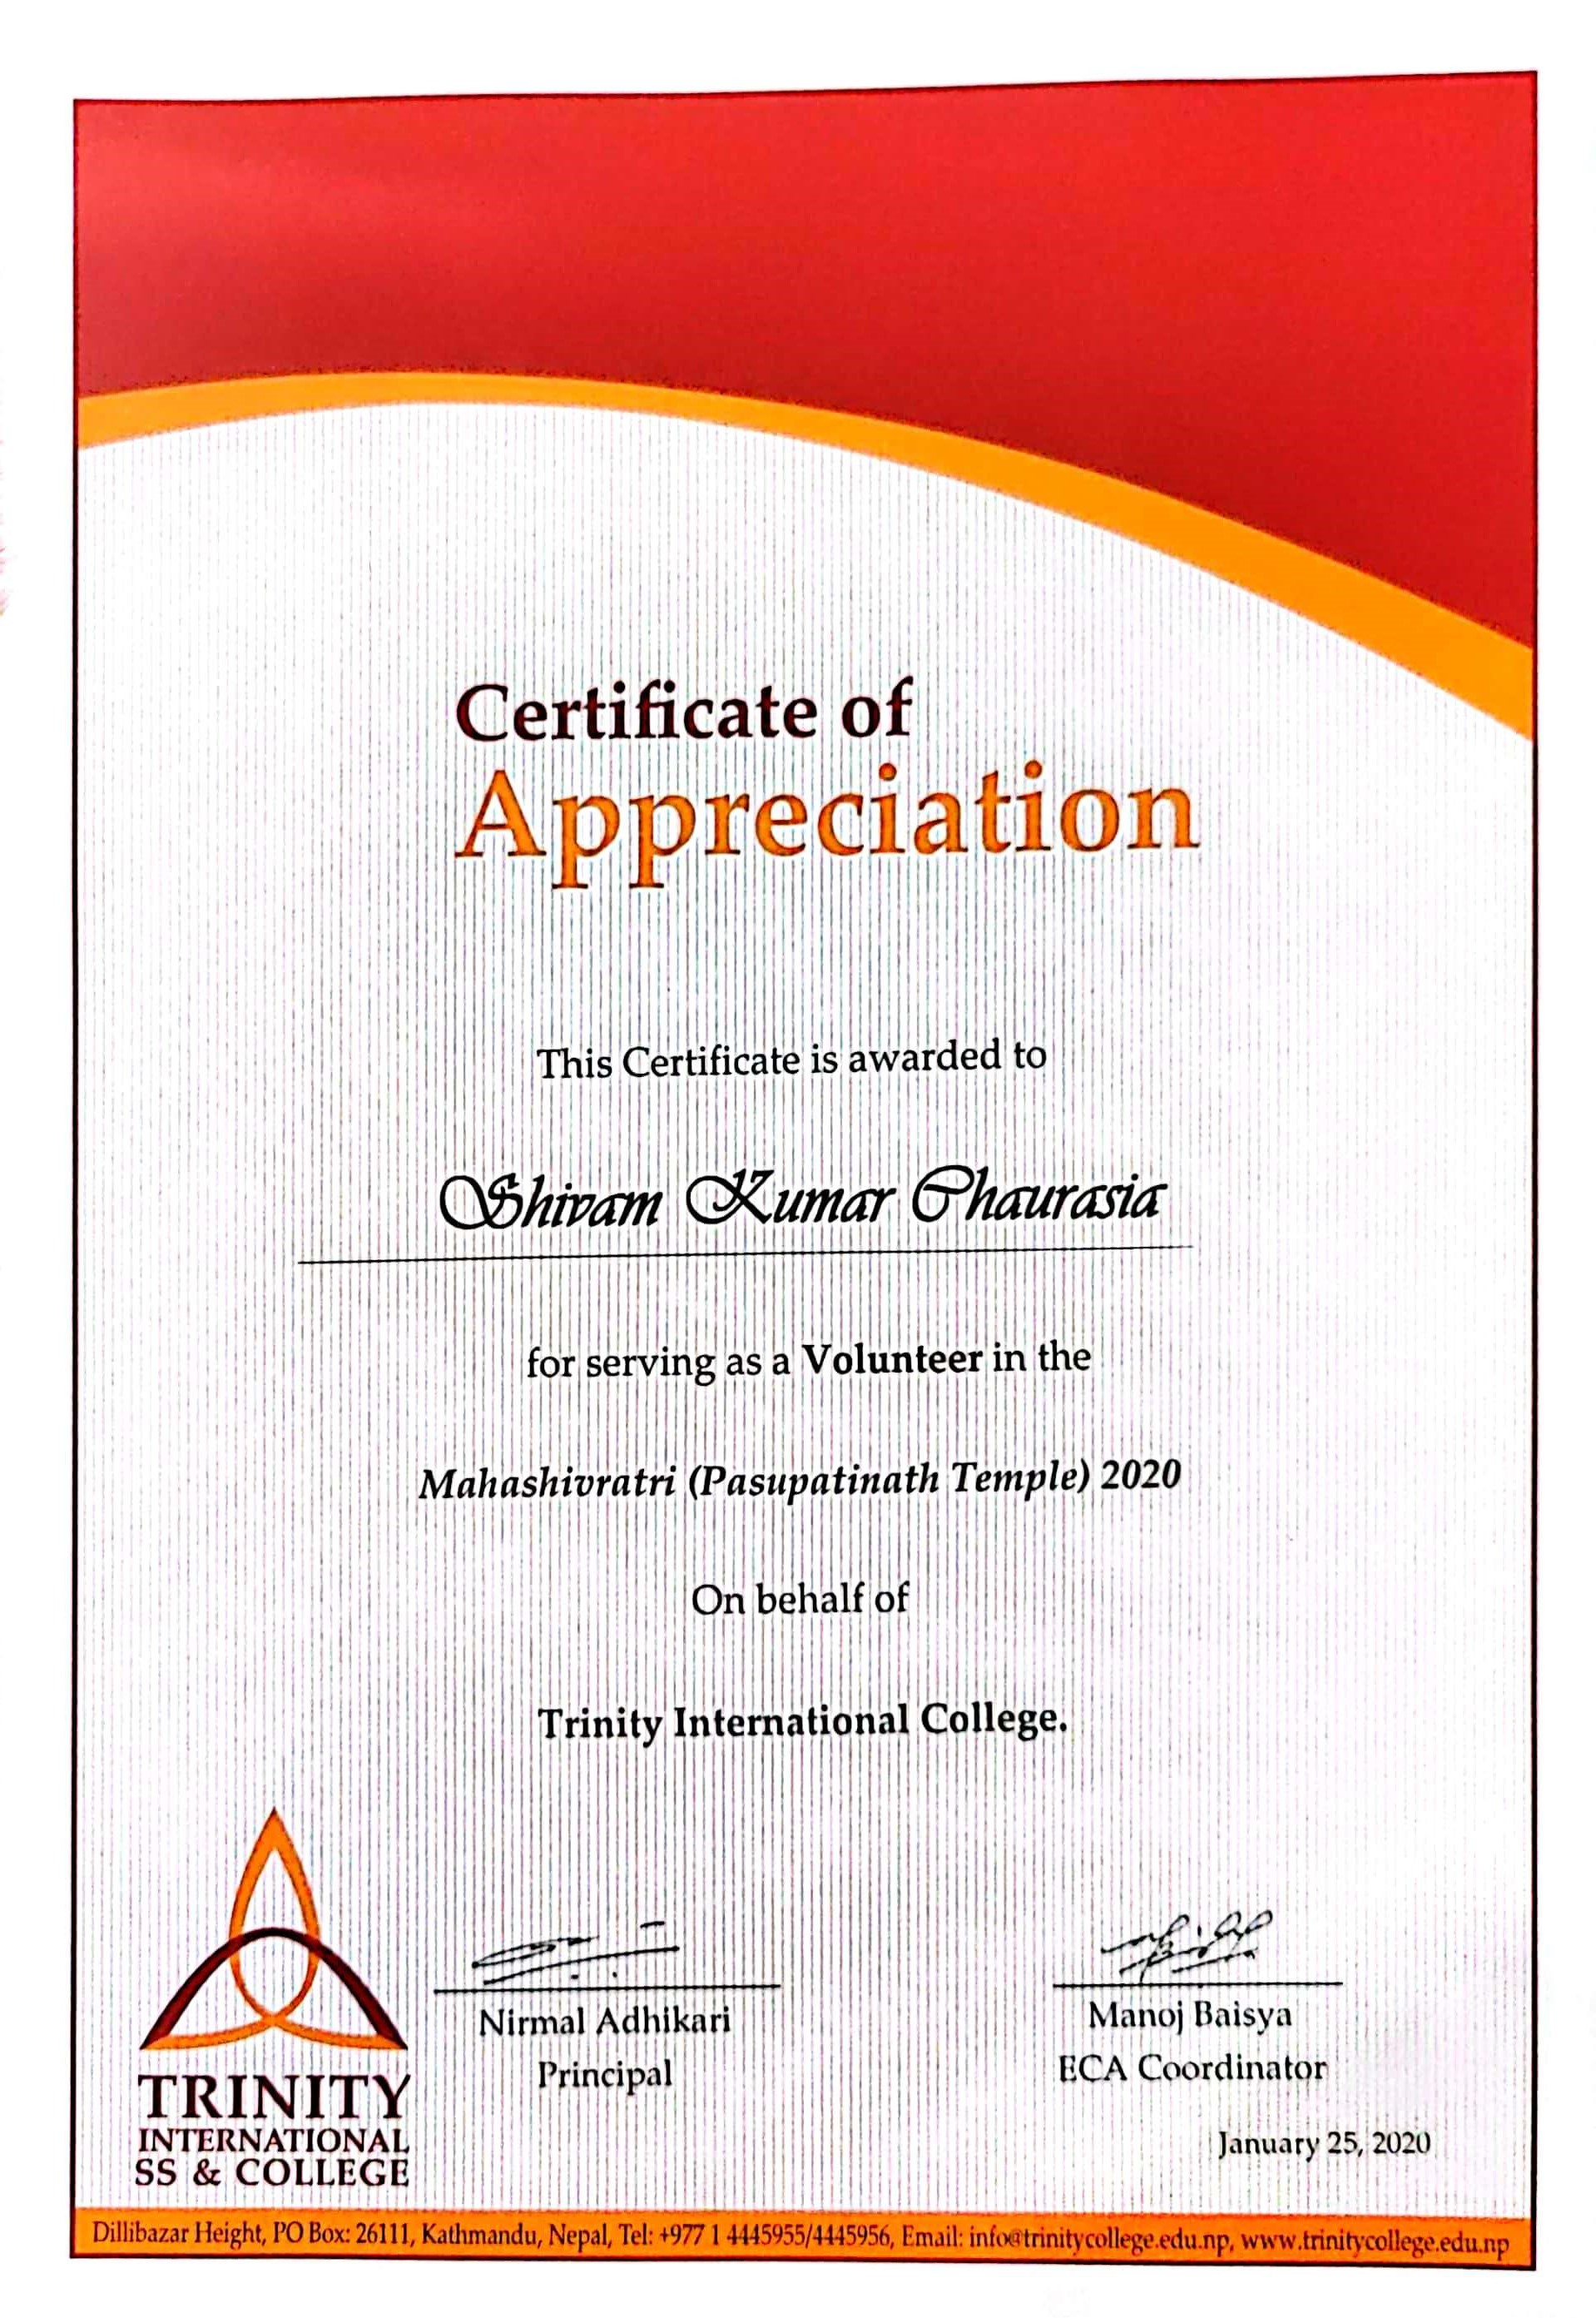 Certificate of
Appreciation
This Certificate is awarded to
Shivam Kumar Chaurasia
for serving as a Volunteer in the
Mahashivratri (Pasupatinath Temple) 2020
On behalf of
Trinity International College.
Nirmal Adhikari
Principal
Manoj Baisya
ECA Coordinator
January 25, 2020
TRINITY
INTERNATIONAL
SS & COLLEGE
Dillibazar Height, PO Box: 26111, Kathmandu, Nepal, Tel: +977 1 4445955/4445956, Email: info@trinitycollege.edu.np, www.trinitycollege.edu.np